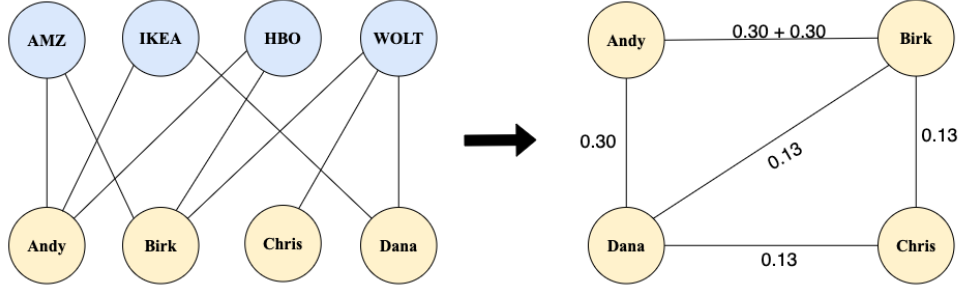 AMZ
IKEA
HBO
WOLT
Andy
Birk
Chris
Dana
Andy
0.30 + 0.30
Birk
0.30
0.13
0.13
Dana
0.13
Chris